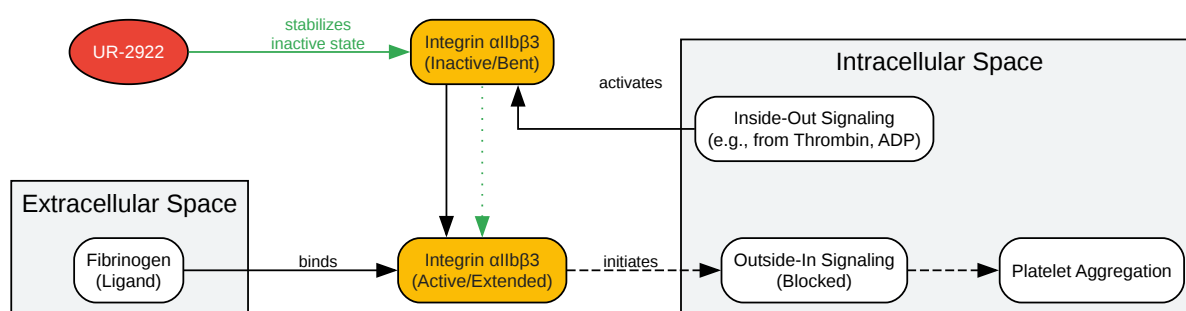 stabilizes
inactive state
UR-2922
Integrin αIIbβ3
(Inactive/Bent)
Intracellular Space
activates
Inside-Out Signaling
(e.g., from Thrombin, ADP)
Extracellular Space
Fibrinogen
(Ligand)
binds
Integrin αIIbβ3
(Active/Extended)
initiates
Outside-In Signaling
(Blocked)
Platelet Aggregation